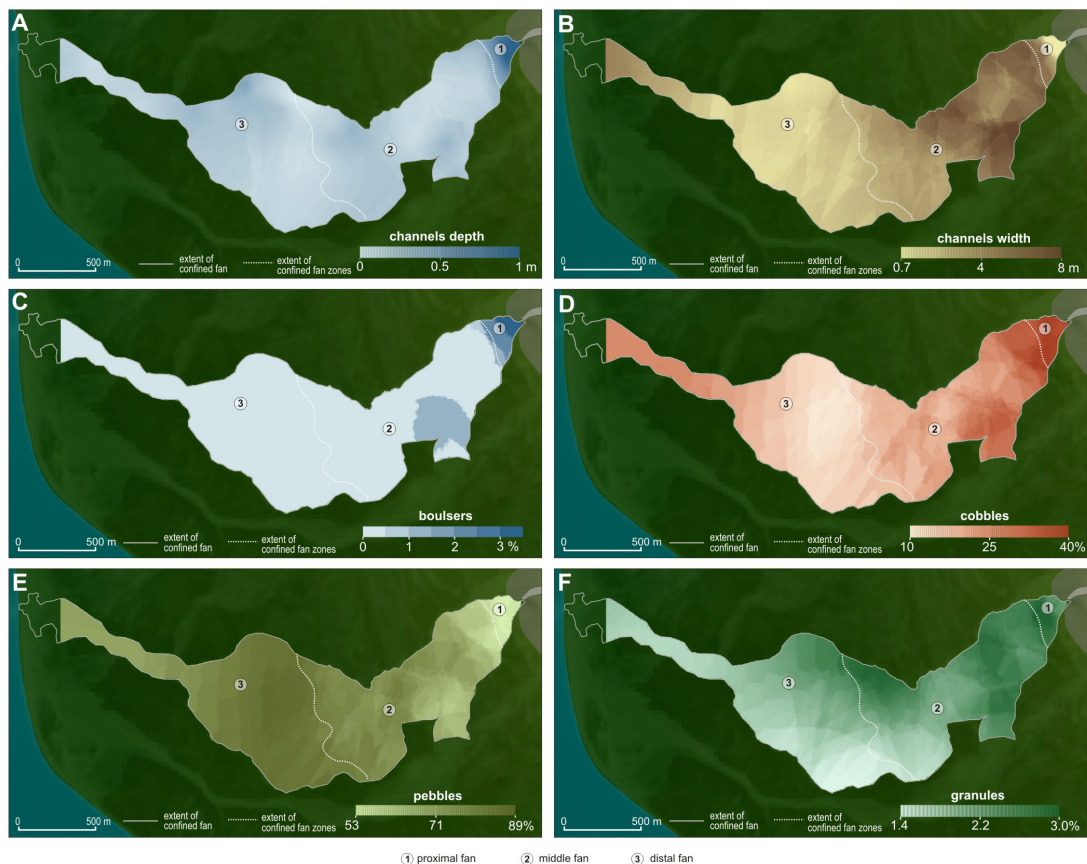 A
1
3
2
channels depth
0 0.5 1 m
0 500 m
extent of
confined fan
extent of
confined fan zones
B
1
3
2
channels width
0.7 4 8 m
0 500 m
extent of
confined fan
extent of
confined fan zones
C
1
3
2
boulsers
0 1 2 3 %
0 500 m
extent of
confined fan
extent of
confined fan zones
D
1
3
2
cobbles
10 25 40%
0 500 m
extent of
confined fan
extent of
confined fan zones
E
1
3
2
pebbles
53 71 89%
0 500 m
extent of
confined fan
extent of
confined fan zones
F
1
3
2
granules
1.4 2.2 3.0%
0 500 m
extent of
confined fan
extent of
confined fan zones
1 proximal fan 2 middle fan 3 distal fan